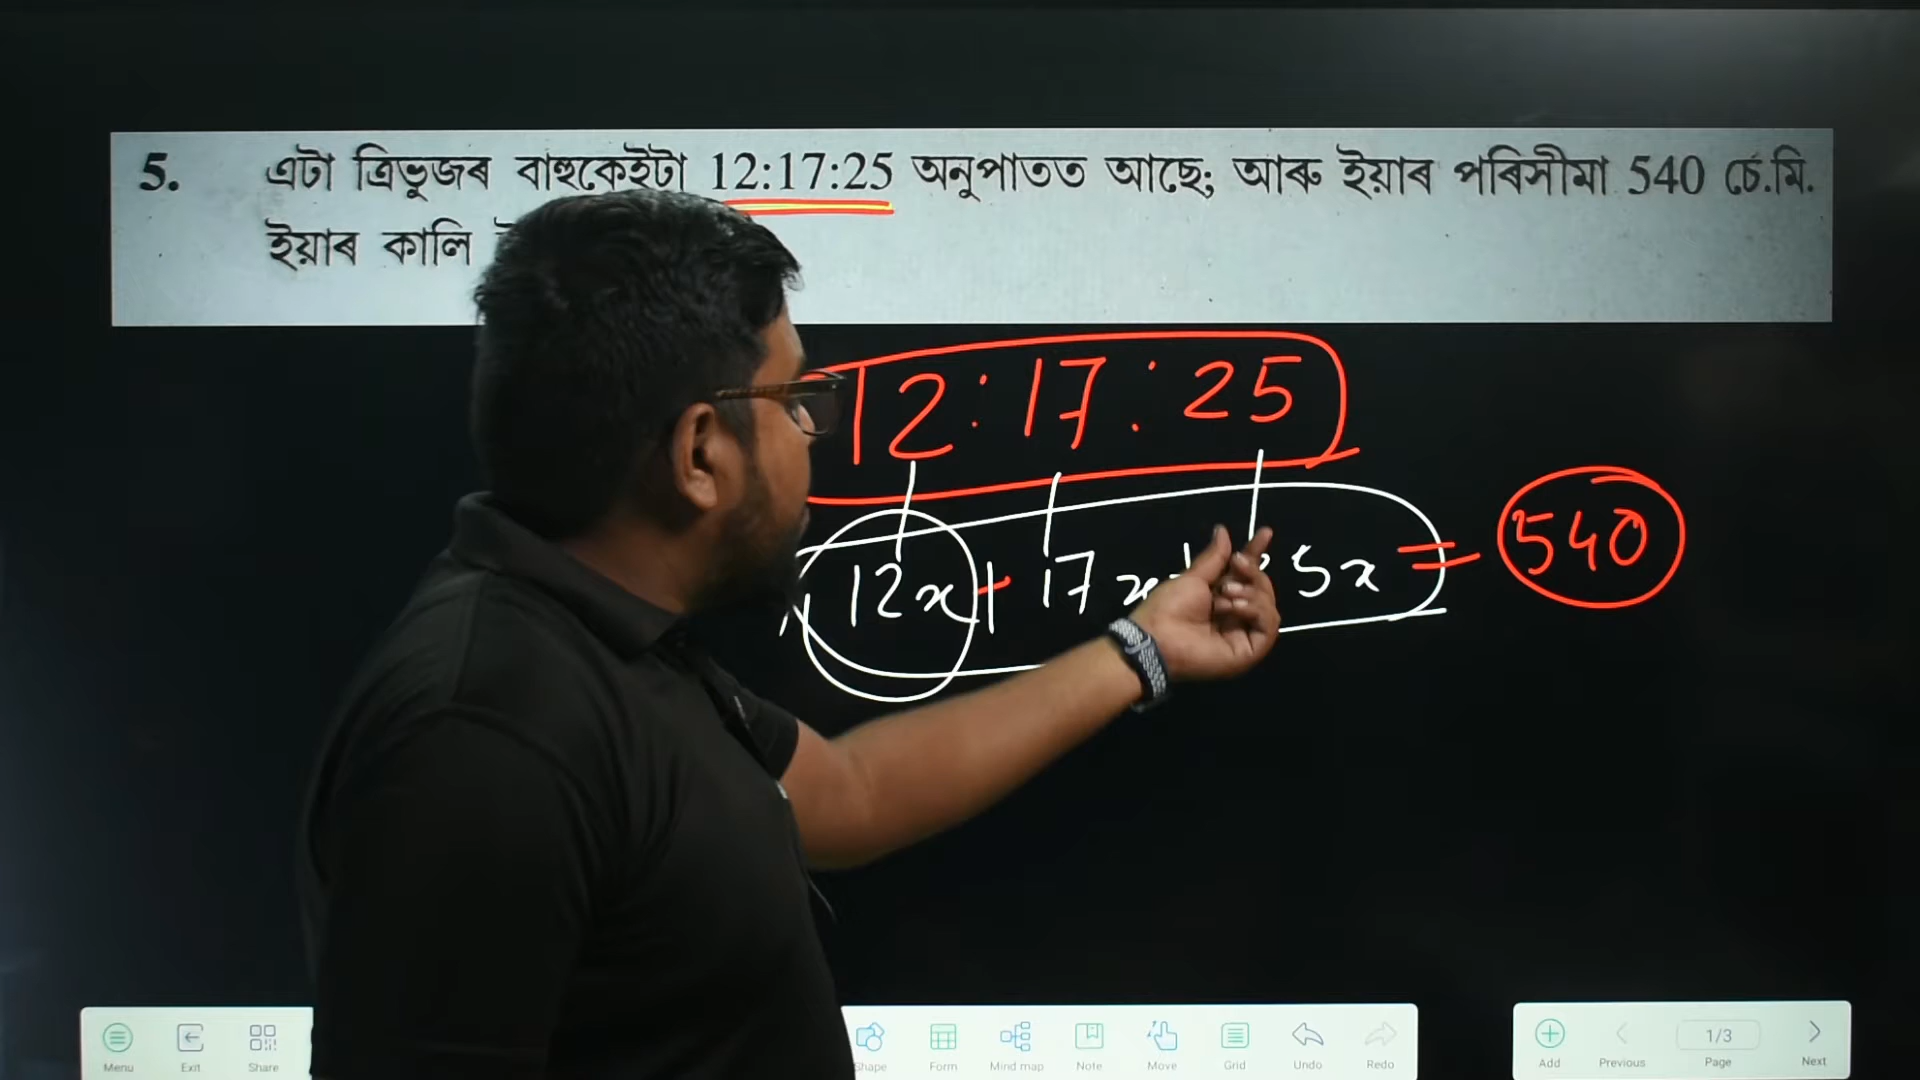 5. এটা ত্ৰিভুজৰ বাহুকেইটা 12:17:25 অনুপাতত আছে; আৰু ইয়াৰ পৰিসীমা 540 চে.মি.
ইয়াৰ কালি
12 : 17 : 25
12x + 17x + 5x = 540
Menu Exit Share Shape Form Mind map Note Move Grid Undo Redo Add Previous 1/3 Page Next